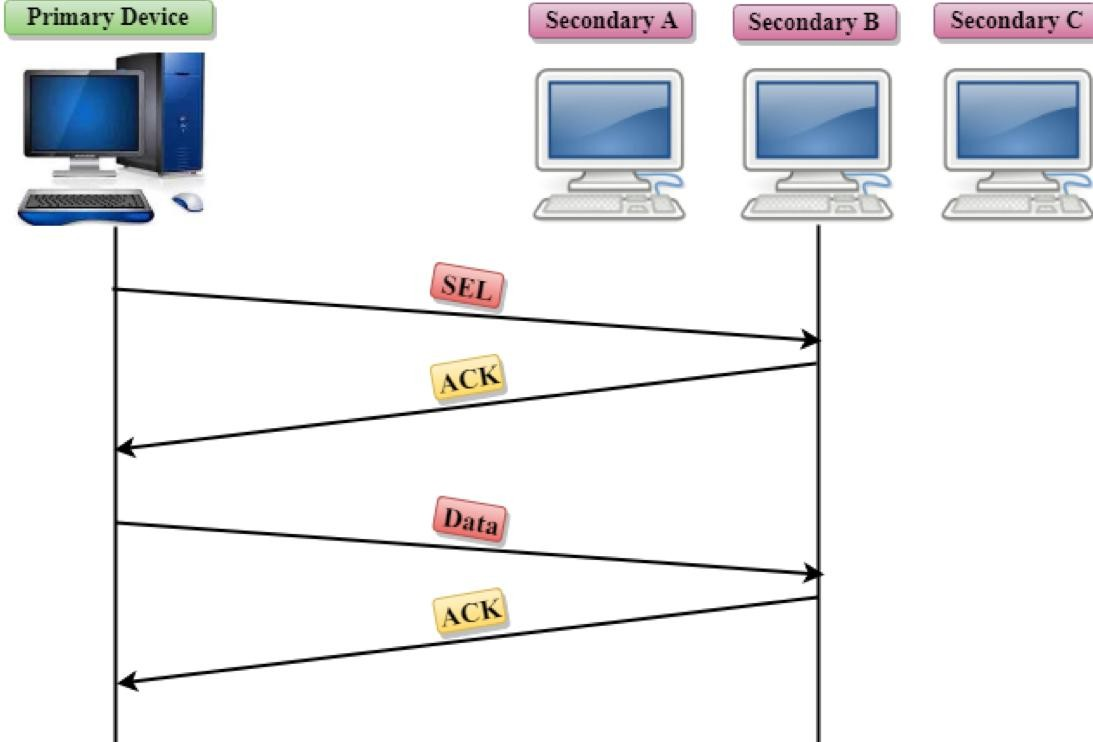 Primary Device
Secondary A
Secondary B
Secondary C
SEL
ACK
Data
ACK